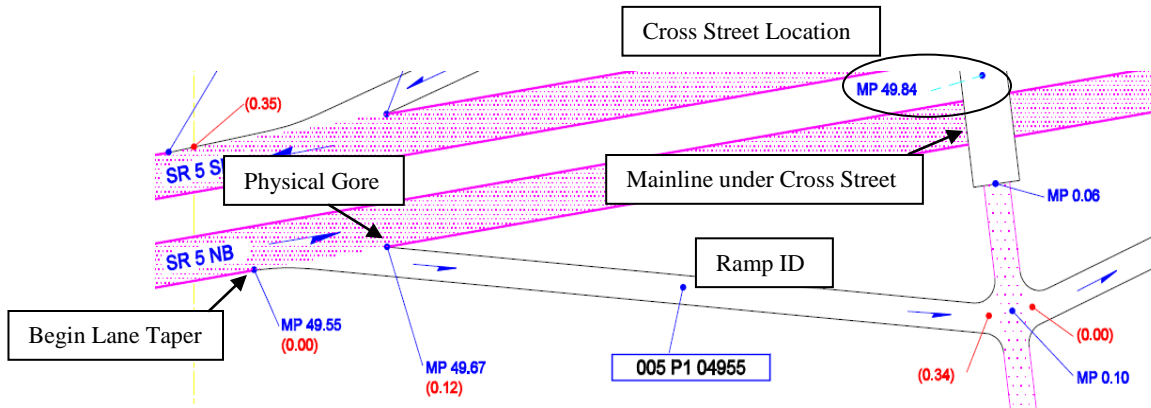 Cross Street Location
(0.35)
MP 49.84
SR 5 S
Physical Gore
Mainline under Cross Street
MP 0.06
SR 5 NB
Ramp ID
Begin Lane Taper
MP 49.55
(0.00)
MP 49.67
(0.12)
005 P1 04955
(0.34)
(0.00)
MP 0.10